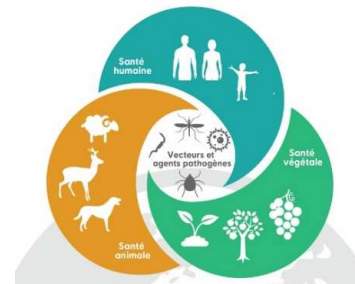 Santé
humaine
Vecteurs et
agents pathogènes
Santé
végétale
Santé
animale